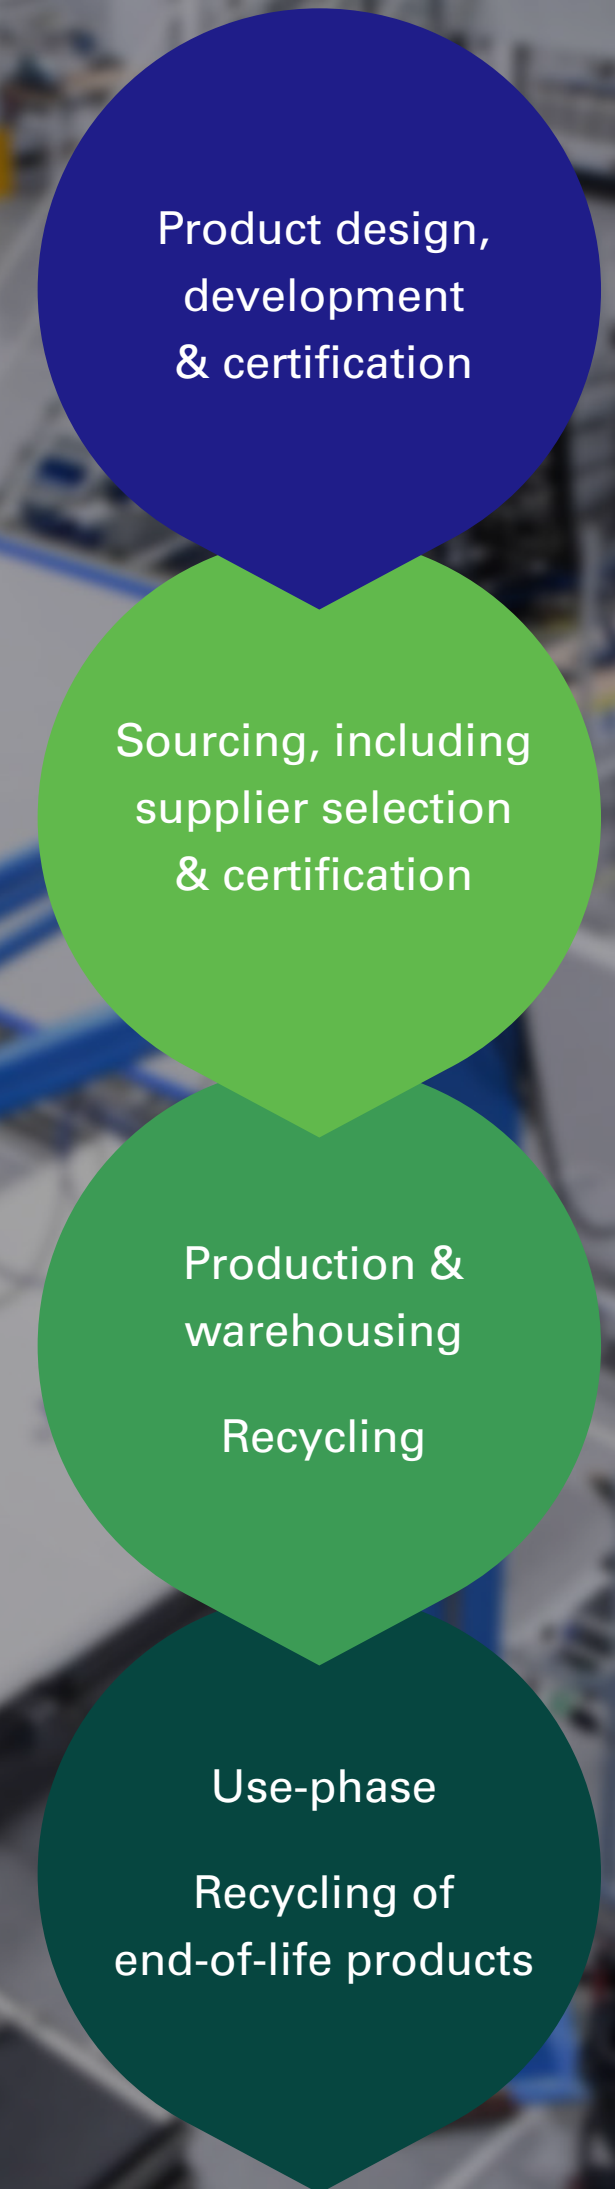 Product design,
development
& certification
Sourcing, including
supplier selection
& certification
Production &
warehousing
Recycling
Use-phase
Recycling of
end-of-life products